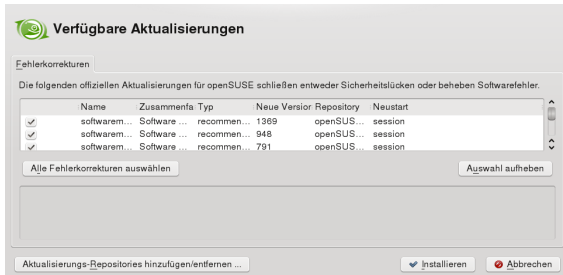 Verfügbare Aktualisierungen
Fehlerkorrekturen
Die folgenden offiziellen Aktualisierungen für openSUSE schließen entweder Sicherheitslücken oder beheben Softwarefehler.
Name Zusammenfa Typ Neue Version Repository Neustart
softwarem... Software ... recommen... 1369 openSUS... session
softwarem... Software ... recommen... 948 openSUS... session
softwarem... Software ... recommen... 791 openSUS... session
Alle Fehlerkorrekturen auswählen Auswahl aufheben
Aktualisierungs-Repositories hinzufügen/entfernen ... Installieren Abbrechen